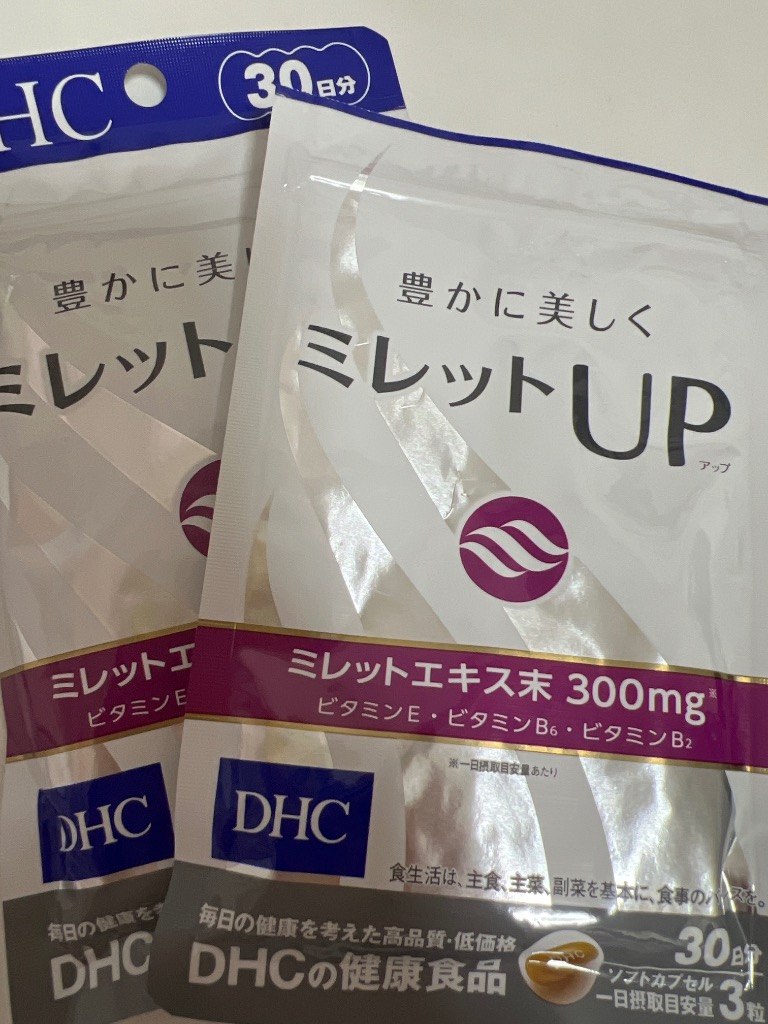 HC
30日分
豊かに美し
ミレット
ミレットエ
ビタミンE
DHC
毎日の健康を考
DHC
豊かに美しく
ミレットUP
アップ
ミレットエキス末 300mg※
ビタミンE・ビタミンB₆・ビタミンB₂
※一日摂取目安量あたり
DHC
食生活は、主食、主菜、副菜を基本に、食事のバランスを。
毎日の健康を考えた高品質・低価格
DHCの健康食品
DHC
30日分
ソフトカプセル
一日摂取目安量 3粒